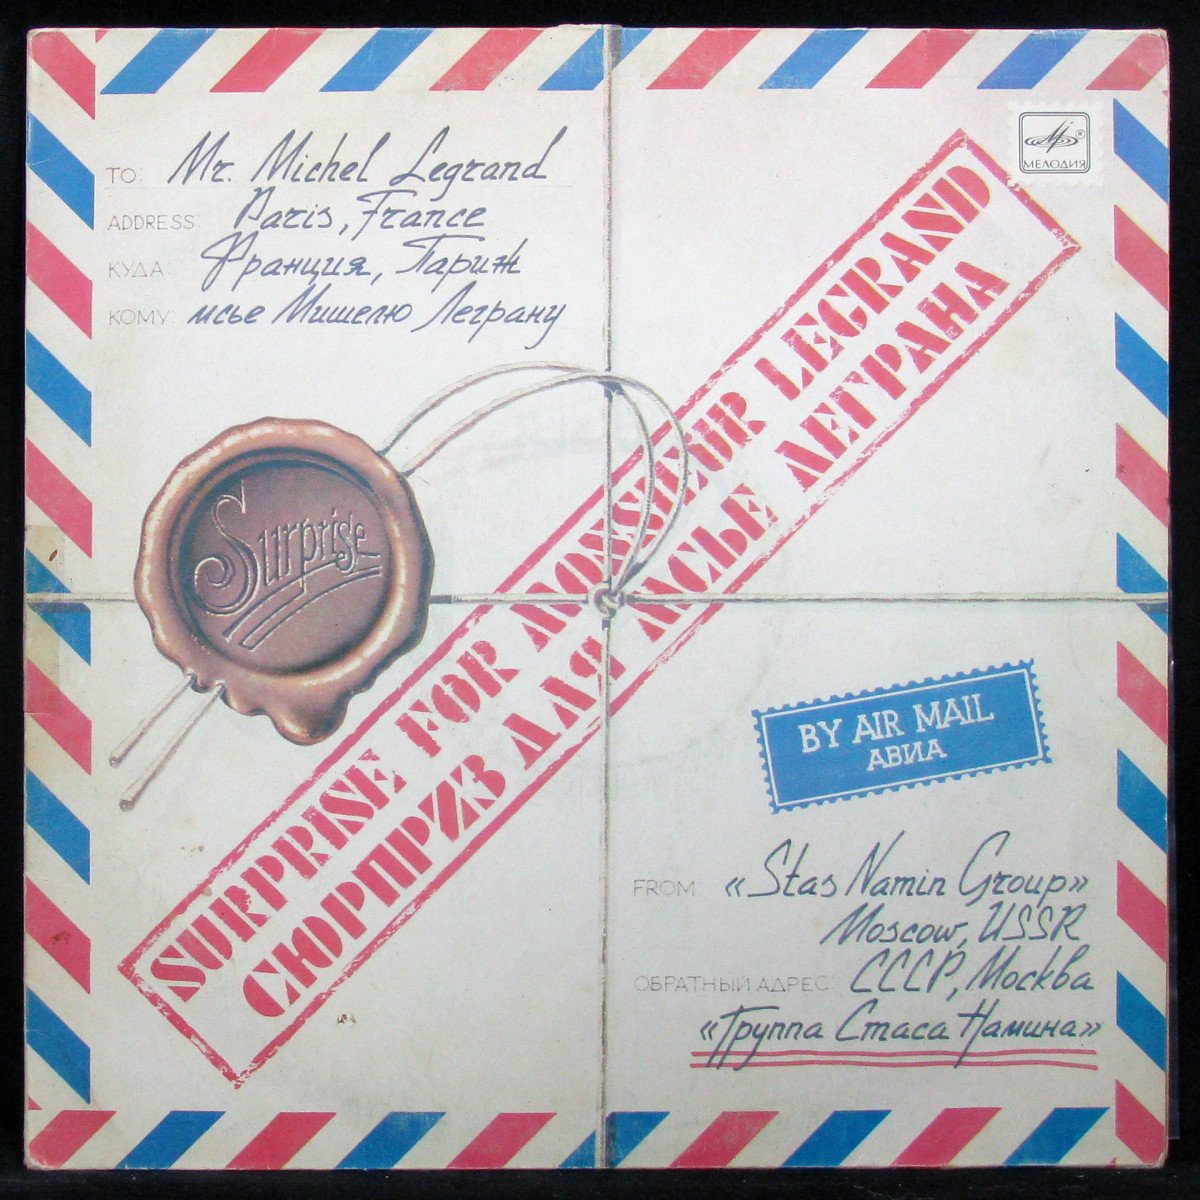 TO: Mr. Michel Legrand
ADDRESS: Paris, France
КУДА: Франция, Париж
КОМУ: мсье Мишелю Леграну
МЕЛОДИЯ
SURPRISE FOR MONSIEUR LEGRAND
СЮРПРИЗ ДЛЯ МСЬЕ ЛЕГРАНА
Surprise
BY AIR MAIL
АВИА
FROM: «Stas Namin Group»
Moscow, USSR
ОБРАТНЫЙ АДРЕС: СССР, Москва
«Группа Стаса Намина»